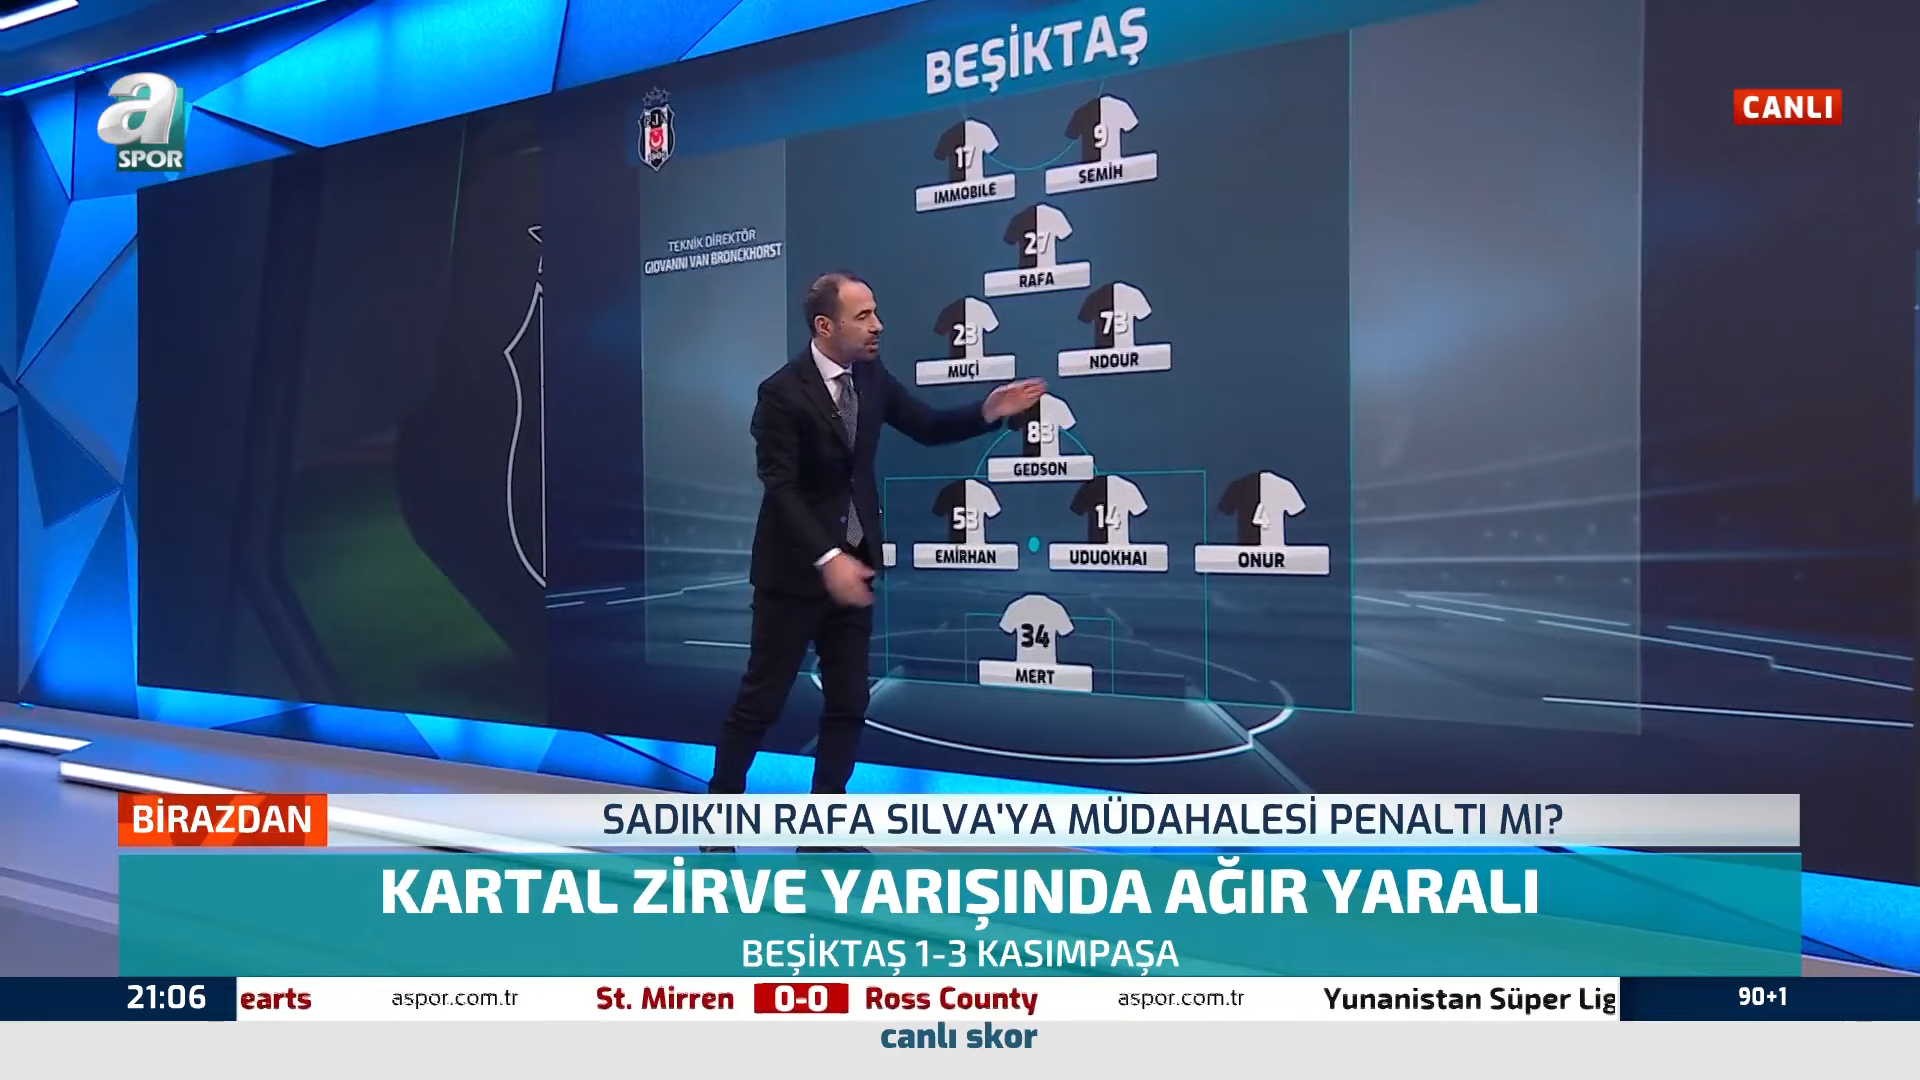 a
SPOR
CANLI
BEŞİKTAŞ
BJK
TEKNİK DİREKTÖR
GIOVANNI VAN BRONCKHORST
17
IMMOBILE
9
SEMİH
27
RAFA
23
MUÇİ
73
NDOUR
83
GEDSON
53
EMİRHAN
14
UDUOKHAI
4
ONUR
34
MERT
BİRAZDAN
SADIK'IN RAFA SILVA'YA MÜDAHALESİ PENALTI MI?
KARTAL ZİRVE YARIŞINDA AĞIR YARALI
BEŞİKTAŞ 1-3 KASIMPAŞA
21:06 earts aspor.com.tr St. Mirren 0-0 Ross County aspor.com.tr Yunanistan Süper Lig 90+1
canlı skor